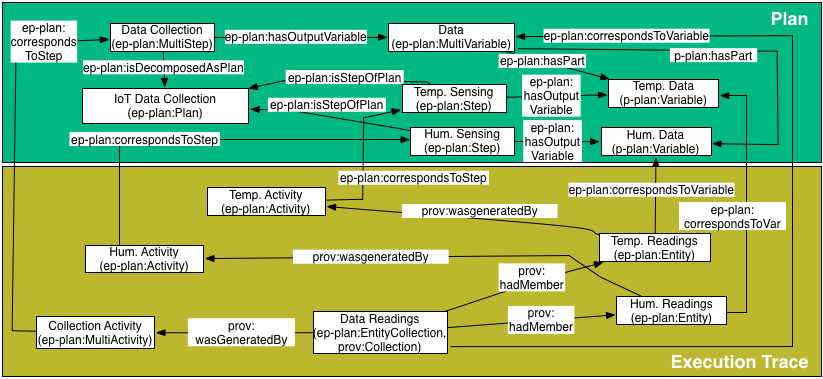 Plan
ep-plan:
corresponds
ToStep
Data Collection
(ep-plan:MultiStep)
ep-plan:hasOutputVariable
Data
(ep-plan:MultiVariable)
ep-plan:correspondsToVariable
ep-plan:isDecomposedAsPlan
ep-plan:hasPart
p-plan:hasPart
IoT Data Collection
(ep-plan:Plan)
ep-plan:isStepOfPlan
Temp. Sensing
(ep-plan:Step)
ep-plan:
hasOutput
Variable
Temp. Data
(p-plan:Variable)
ep-plan:isStepOfPlan
ep-plan:correspondsToStep
Hum. Sensing
(ep-plan:Step)
ep-plan:
hasOutput
Variable
Hum. Data
(p-plan:Variable)
ep-plan:correspondsToStep
Temp. Activity
(ep-plan:Activity)
ep-plan:correspondsToVariable
prov:wasgeneratedBy
ep-plan:
correspondsToVar
Hum. Activity
(ep-plan:Activity)
prov:wasgeneratedBy
Temp. Readings
(ep-plan:Entity)
prov:
hadMember
Hum. Readings
(ep-plan:Entity)
Collection Activity
(ep-plan:MultiActivity)
prov:
wasGeneratedBy
Data Readings
(ep-plan:EntityCollection,
prov:Collection)
prov:
hadMember
Execution Trace